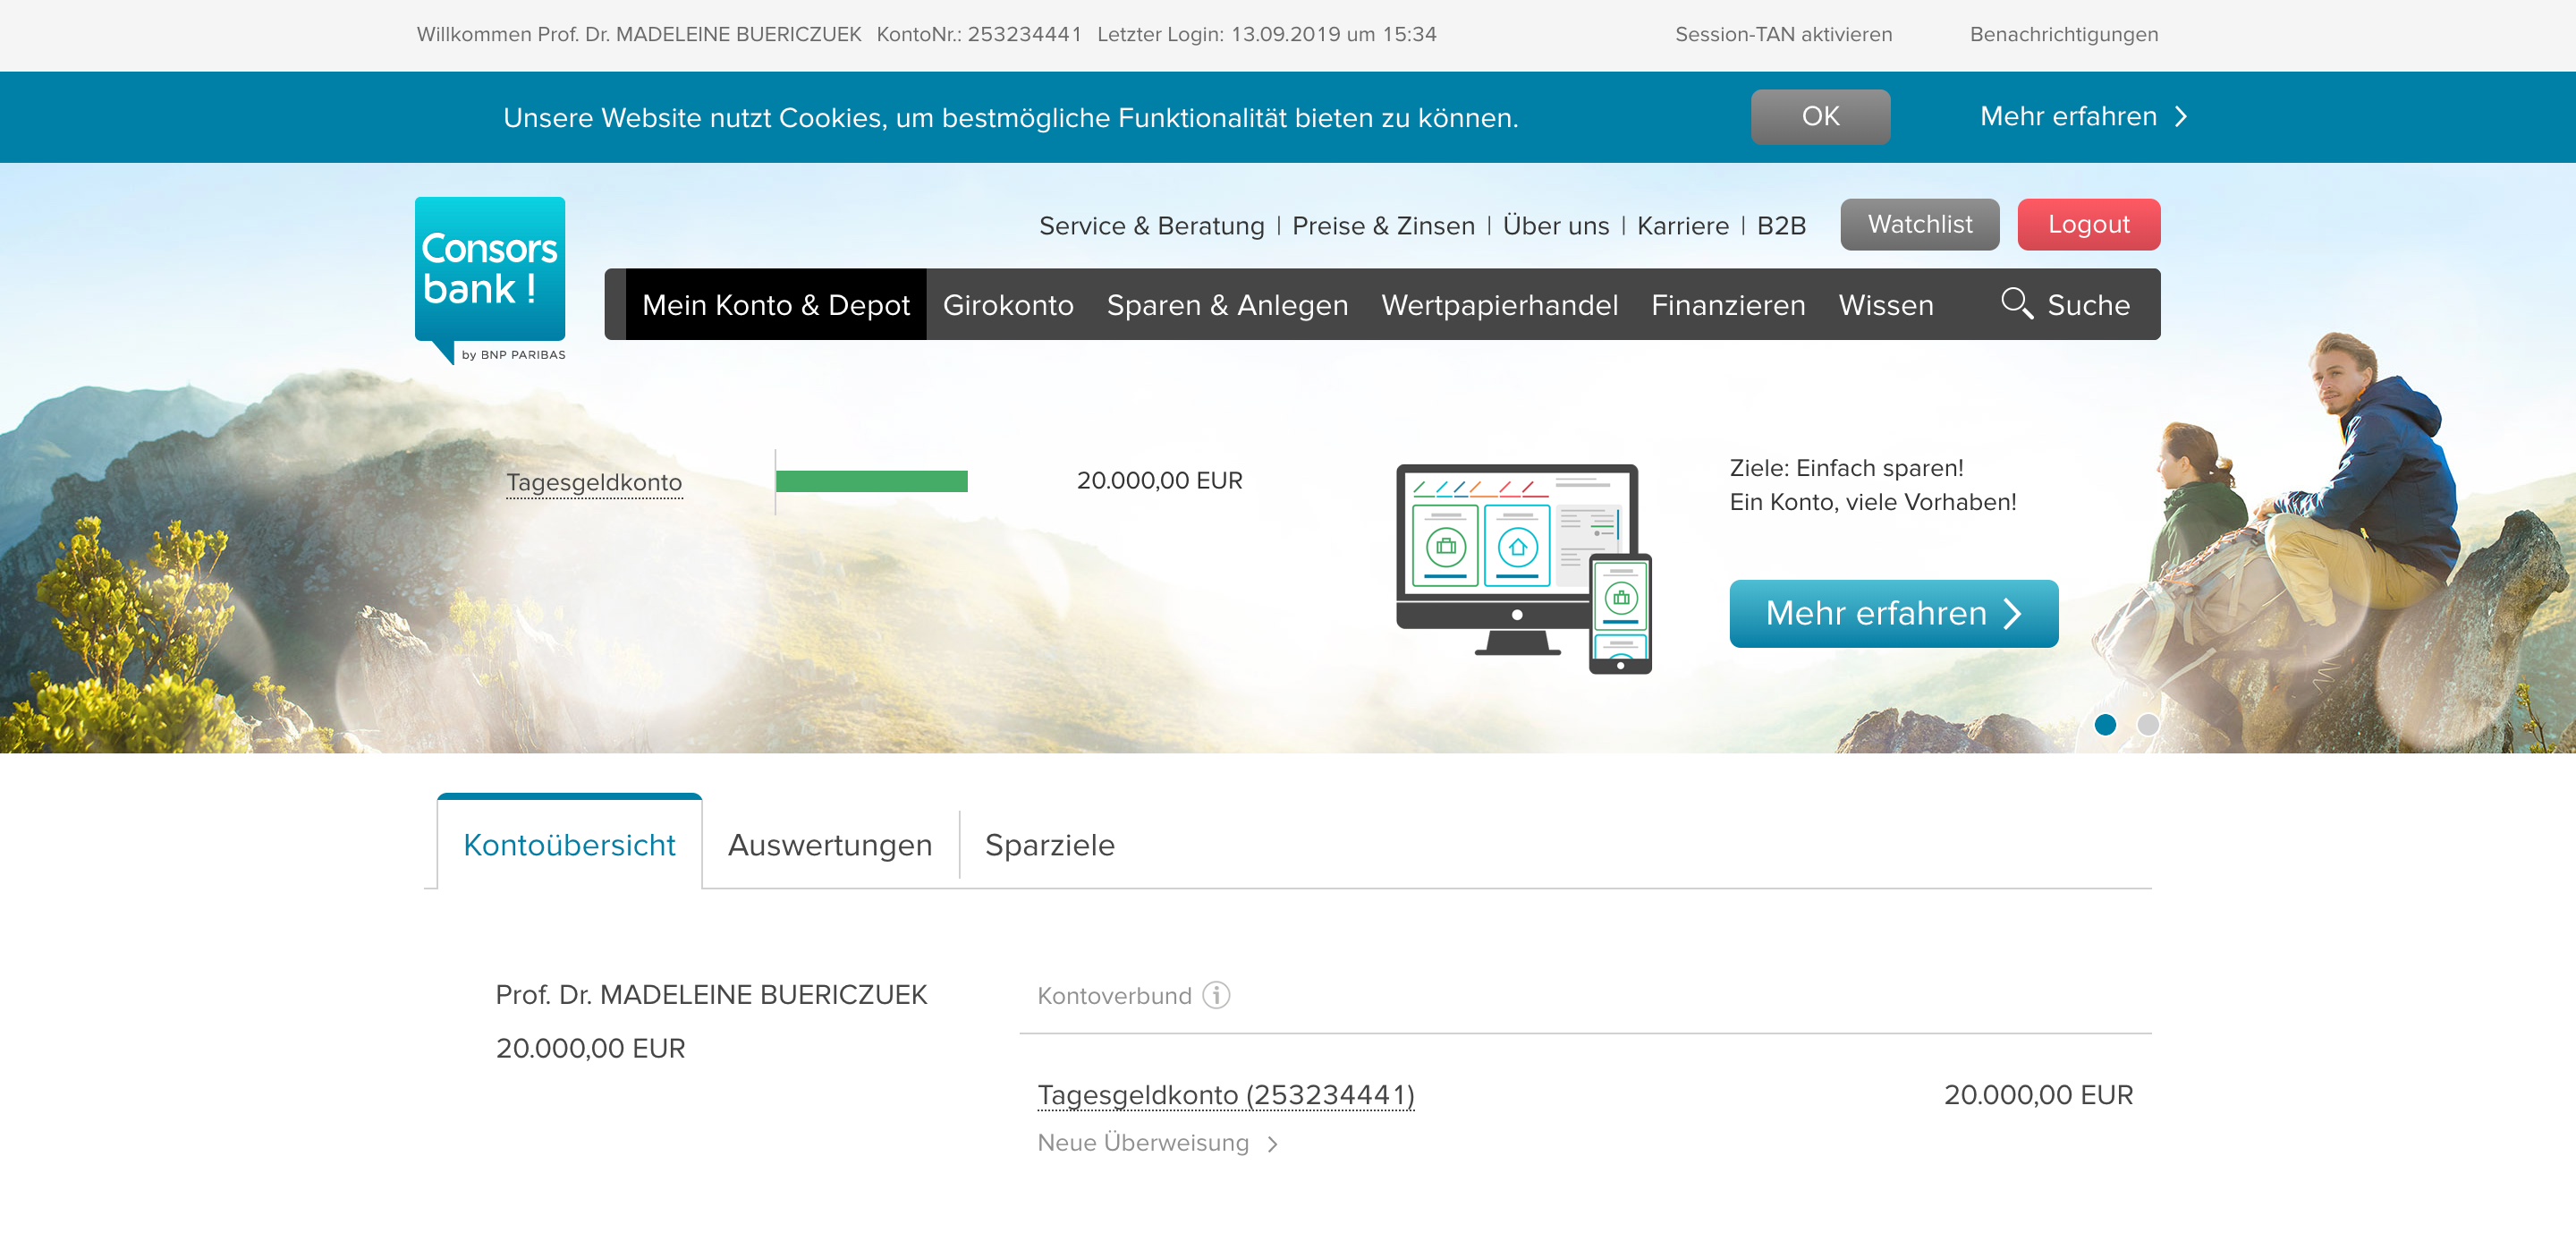 Willkommen Prof. Dr. MADELEINE BUERICZUEK KontoNr.: 253234441 Letzter Login: 13.09.2019 um 15:34 Session-TAN aktivieren Benachrichtigungen
Unsere Website nutzt Cookies, um bestmögliche Funktionalität bieten zu können. OK Mehr erfahren
Service & Beratung | Preise & Zinsen | Über uns | Karriere | B2B Watchlist Logout
Consors
bank !
by BNP PARIBAS
Mein Konto & Depot Girokonto Sparen & Anlegen Wertpapierhandel Finanzieren Wissen Suche
Tagesgeldkonto 20.000,00 EUR
Ziele: Einfach sparen!
Ein Konto, viele Vorhaben!
Mehr erfahren
Kontoübersicht Auswertungen Sparziele
Prof. Dr. MADELEINE BUERICZUEK
20.000,00 EUR
Kontoverbund
Tagesgeldkonto (253234441) 20.000,00 EUR
Neue Überweisung